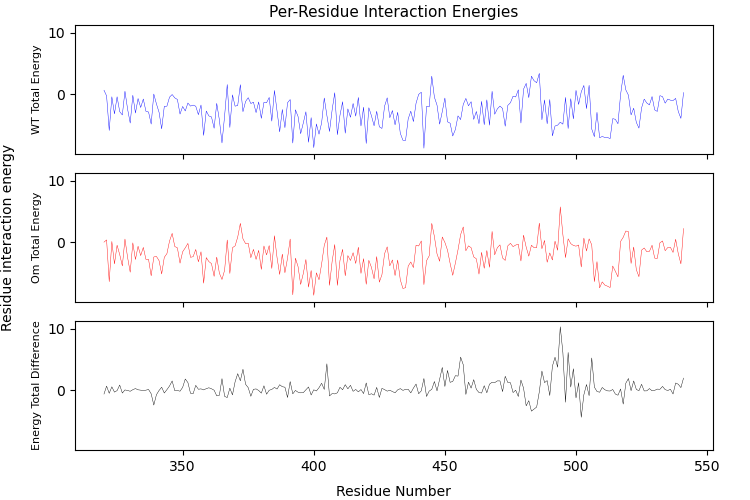 Per-Residue Interaction Energies
Residue interaction energy
WT Total Energy
10
0
Om Total Energy
10
0
Energy Total Difference
10
0
350
400
450
500
550
Residue Number